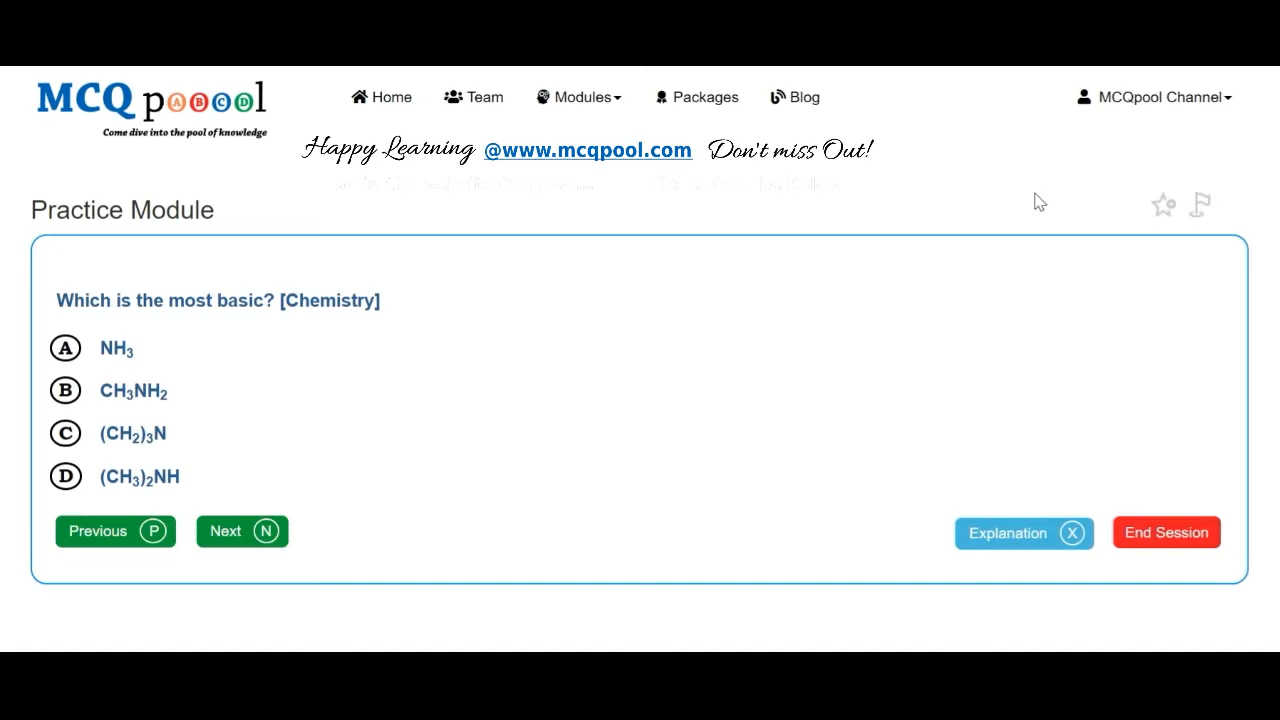 MCQ pABCDl
Come dive into the pool of knowledge
Home Team Modules Packages Blog MCQpool Channel
Happy Learning @www.mcqpool.com Don't miss Out!
Practice Module
Which is the most basic? [Chemistry]
A NH₃
B CH₃NH₂
C (CH₂)₃N
D (CH₃)₂NH
Previous P Next N Explanation X End Session